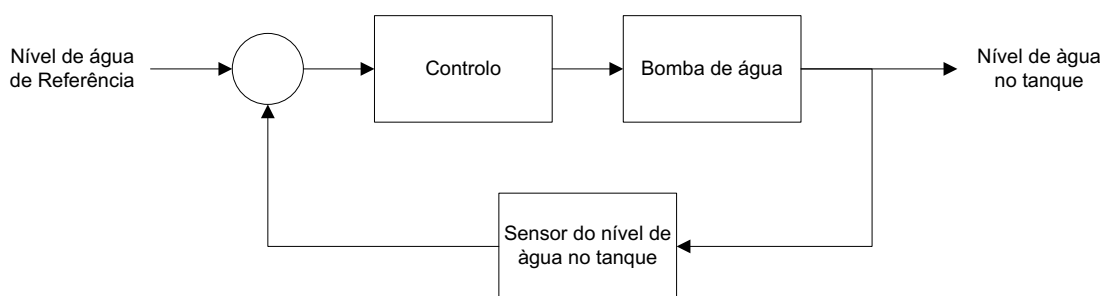 Nível de água
de Referência
Controlo
Bomba de água
Nível de àgua
no tanque
Sensor do nível de
àgua no tanque